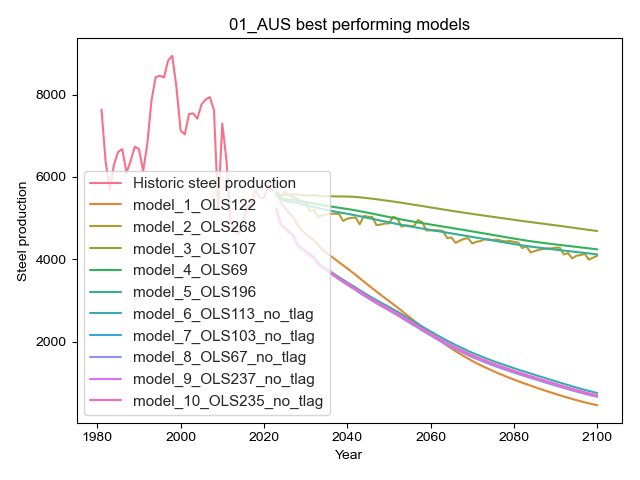 01_AUS best performing models
Steel production
8000
6000
4000
2000
Historic steel production
model_1_OLS122
model_2_OLS268
model_3_OLS107
model_4_OLS69
model_5_OLS196
model_6_OLS113_no_tlag
model_7_OLS103_no_tlag
model_8_OLS67_no_tlag
model_9_OLS237_no_tlag
model_10_OLS235_no_tlag
1980 2000 2020 2040 2060 2080 2100
Year